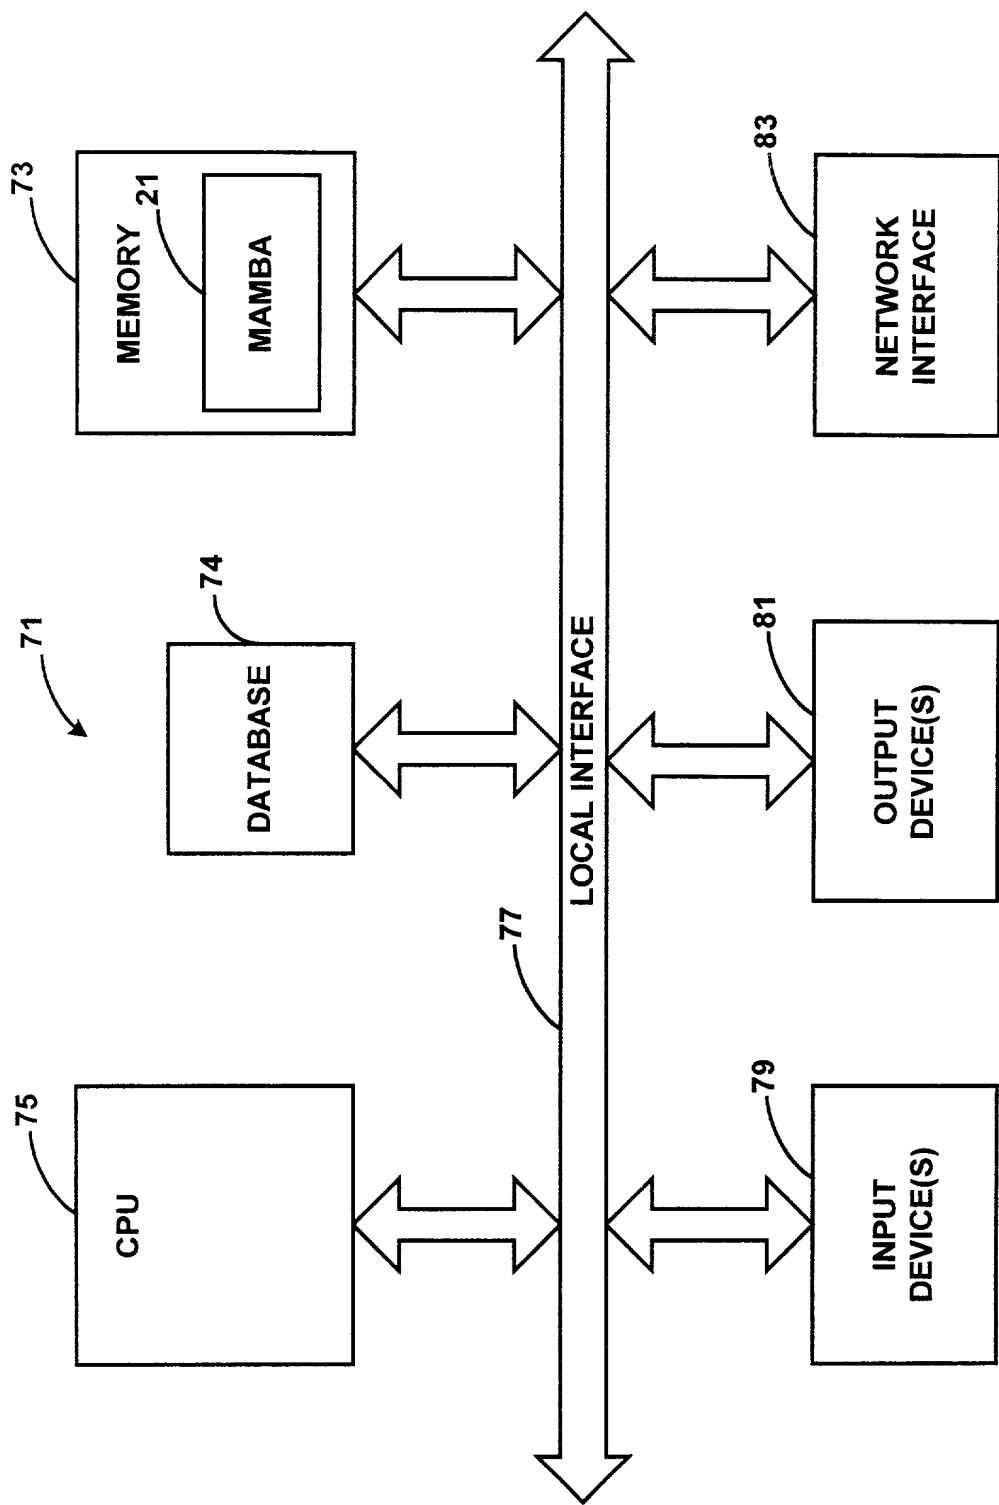 71
75
CPU
74
DATABASE
73
MEMORY
21
MAMBA
77
LOCAL INTERFACE
79
INPUT
DEVICE(S)
81
OUTPUT
DEVICE(S)
83
NETWORK
INTERFACE